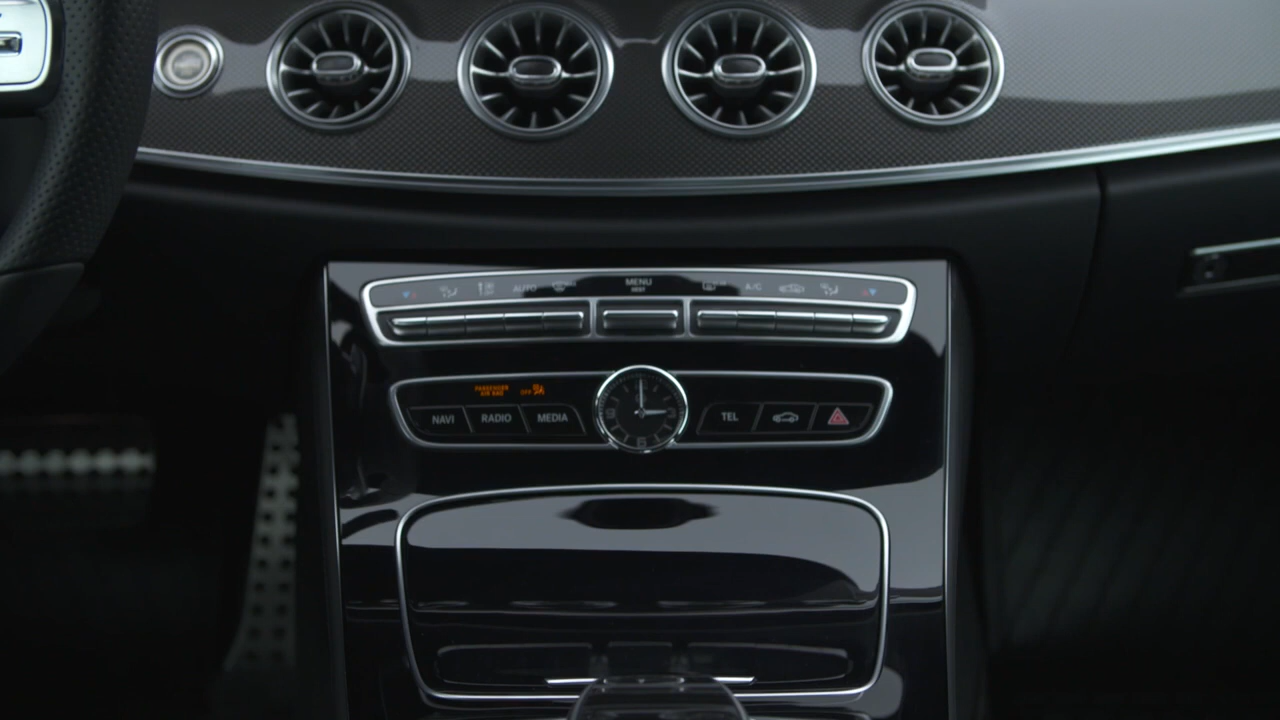 AUTO
MENU
A/C
PASSENGER
AIR BAG
OFF
NAVI
RADIO
MEDIA
TEL